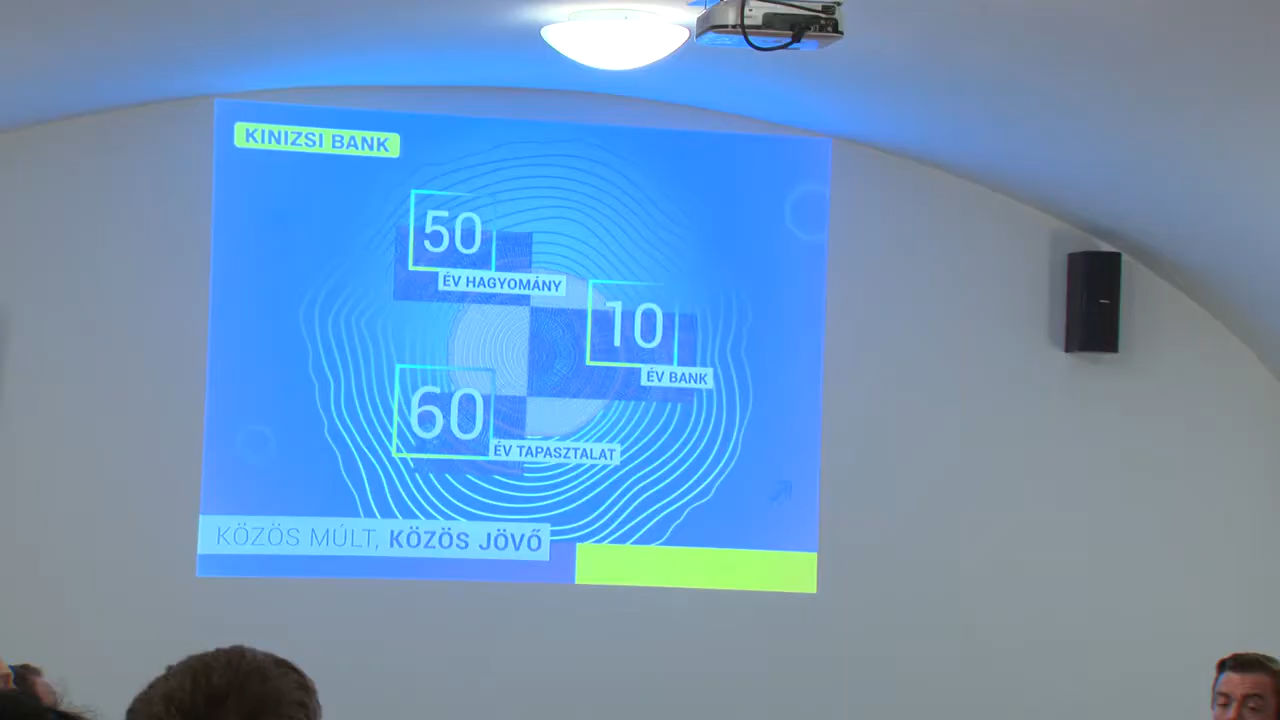 KINIZSI BANK
50
ÉV HAGYOMÁNY
10
ÉV BANK
60
ÉV TAPASZTALAT
KÖZÖS MÚLT, KÖZÖS JÖVŐ